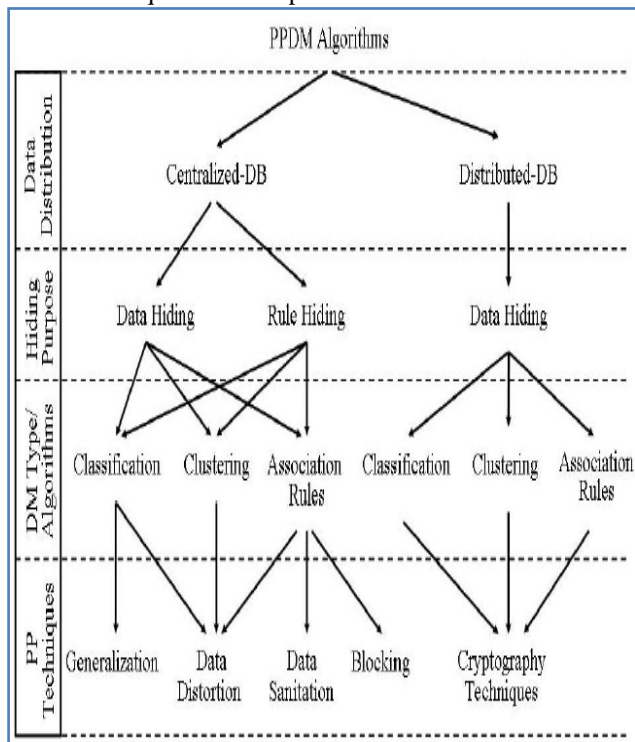 PPDM Algorithms
Data
Distribution
Centralized-DB
Distributed-DB
Hiding
Purpose
Data Hiding
Rule Hiding
Data Hiding
DM Type/
Algorithms
Classification
Clustering
Association
Rules
Classification
Clustering
Association
Rules
PP
Techniques
Generalization
Data
Distortion
Data
Sanitation
Blocking
Cryptography
Techniques